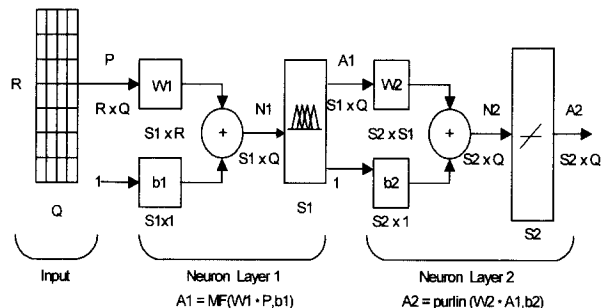 P
W1
A1
W2
R
R x Q
S1 x R
+
N1
S1 x Q
S1 x Q
S2 x S1
+
N2
S2 x Q
A2
S2 x Q
1
b1
1
b2
Q
S1x1
S1
S2 x 1
S2
Input
Neuron Layer 1
Neuron Layer 2
A1 = MF(W1 • P,b1)
A2 = purlin (W2 • A1,b2)